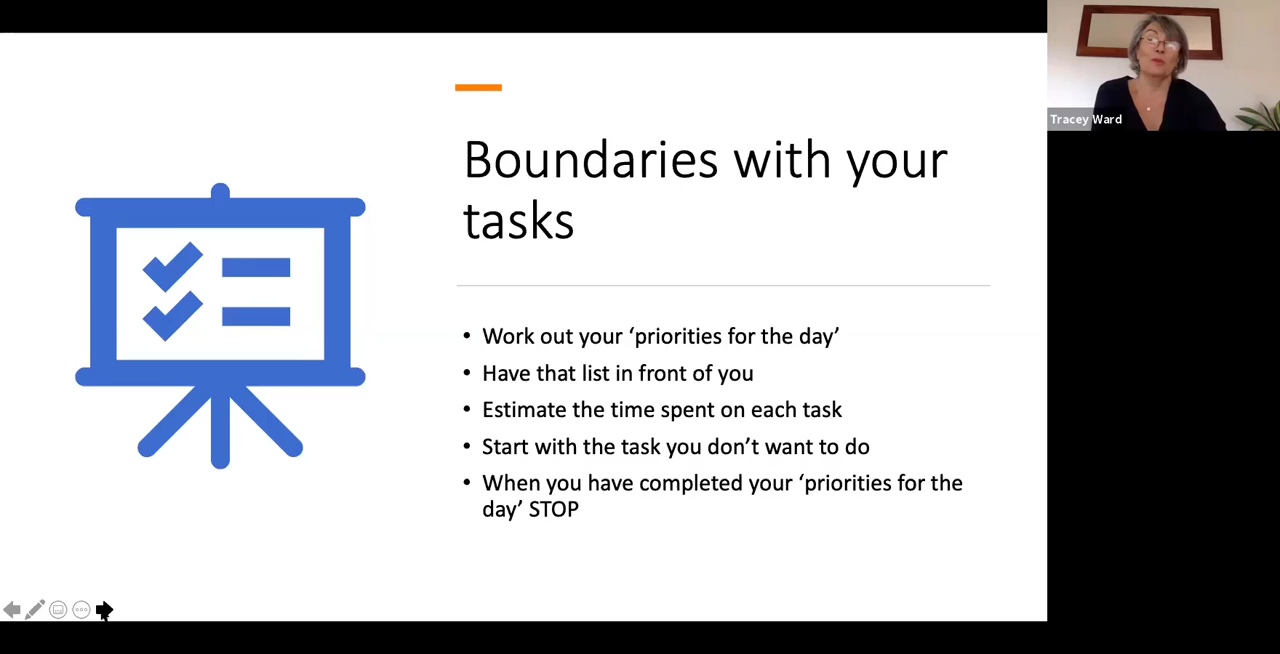 Boundaries with your
tasks
• Work out your ‘priorities for the day’
• Have that list in front of you
• Estimate the time spent on each task
• Start with the task you don’t want to do
• When you have completed your ‘priorities for the
day’ STOP
Tracey Ward